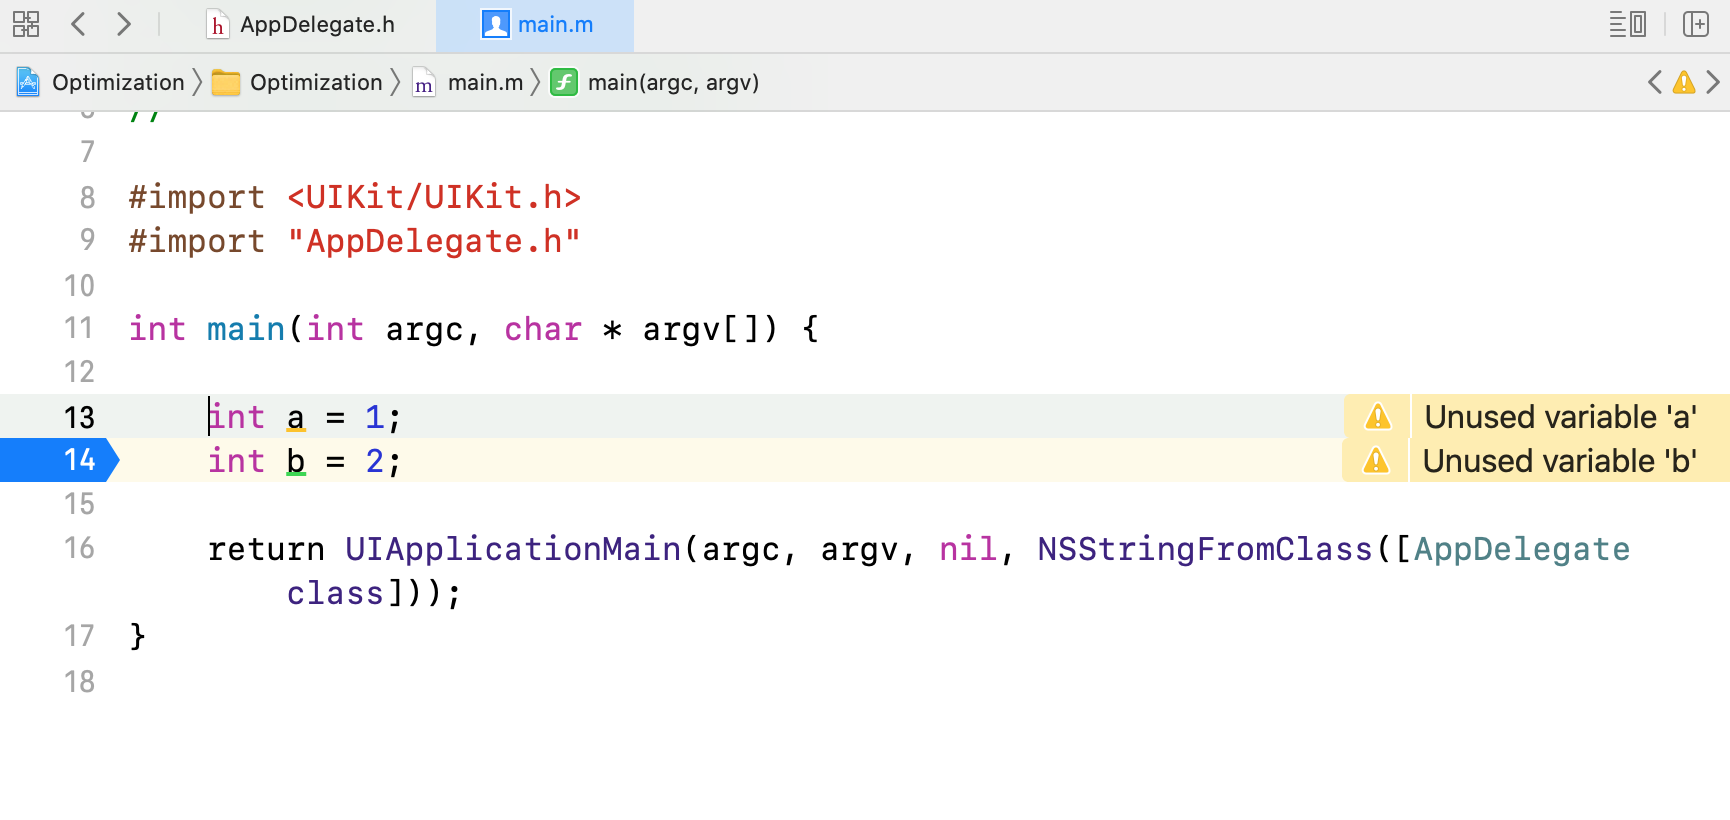 AppDelegate.h main.m
Optimization Optimization main.m main(argc, argv)
//
7
8 #import <UIKit/UIKit.h>
9 #import "AppDelegate.h"
10
11 int main(int argc, char * argv[]) {
12
13 int a = 1; Unused variable 'a'
14 int b = 2; Unused variable 'b'
15
16 return UIApplicationMain(argc, argv, nil, NSStringFromClass([AppDelegate
class]));
17 }
18